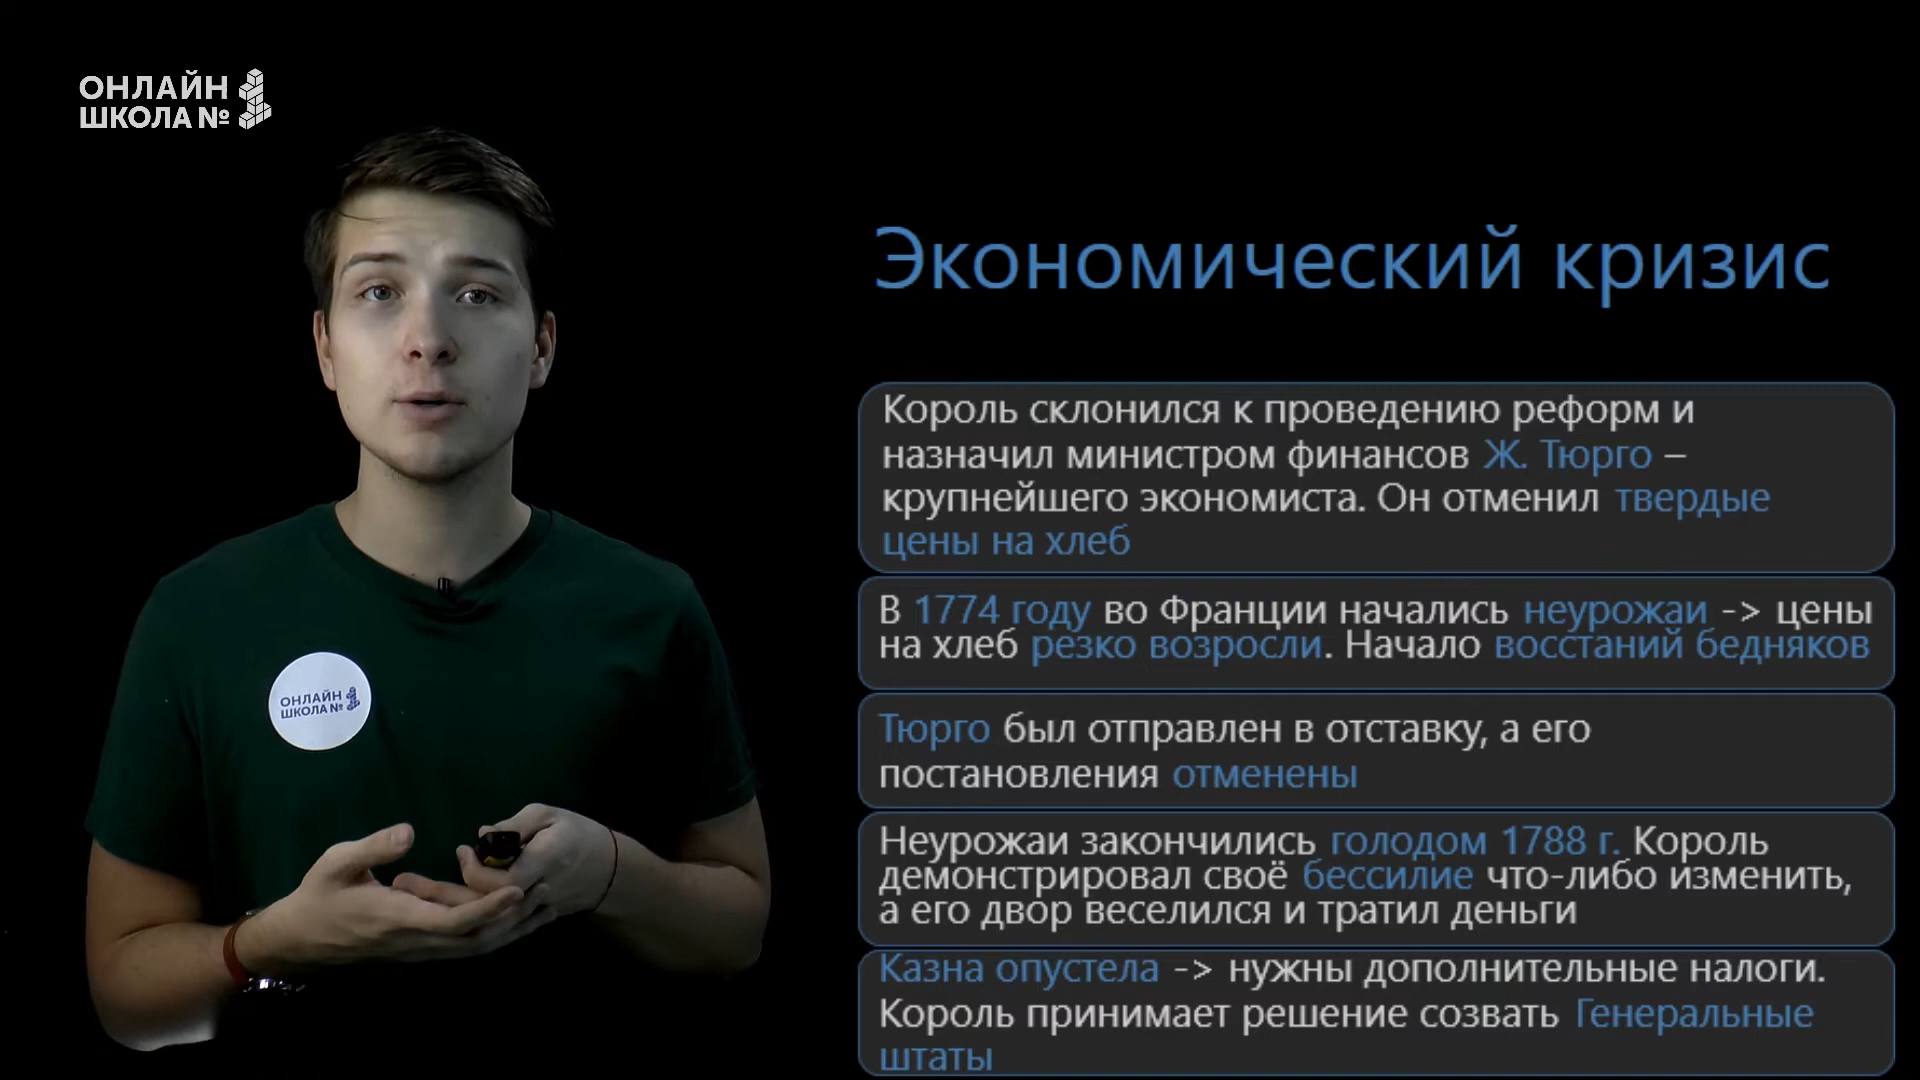 ОНЛАЙН
ШКОЛА №
Экономический кризис
Король склонился к проведению реформ и
назначил министром финансов Ж. Тюрго –
крупнейшего экономиста. Он отменил твердые
цены на хлеб
В 1774 году во Франции начались неурожаи -> цены
на хлеб резко возросли. Начало восстаний бедняков
Тюрго был отправлен в отставку, а его
постановления отменены
Неурожаи закончились голодом 1788 г. Король
демонстрировал своё бессилие что-либо изменить,
а его двор веселился и тратил деньги
Казна опустела -> нужны дополнительные налоги.
Король принимает решение созвать Генеральные
штаты
ОНЛАЙН
ШКОЛА №